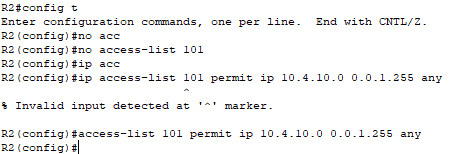 R2#config t
Enter configuration commands, one per line.  End with CNTL/Z.
R2(config)#no acc
R2(config)#no access-list 101
R2(config)#ip acc
R2(config)#ip access-list 101 permit ip 10.4.10.0 0.0.1.255 any
                          ^
% Invalid input detected at '^' marker.

R2(config)#access-list 101 permit ip 10.4.10.0 0.0.1.255 any
R2(config)#